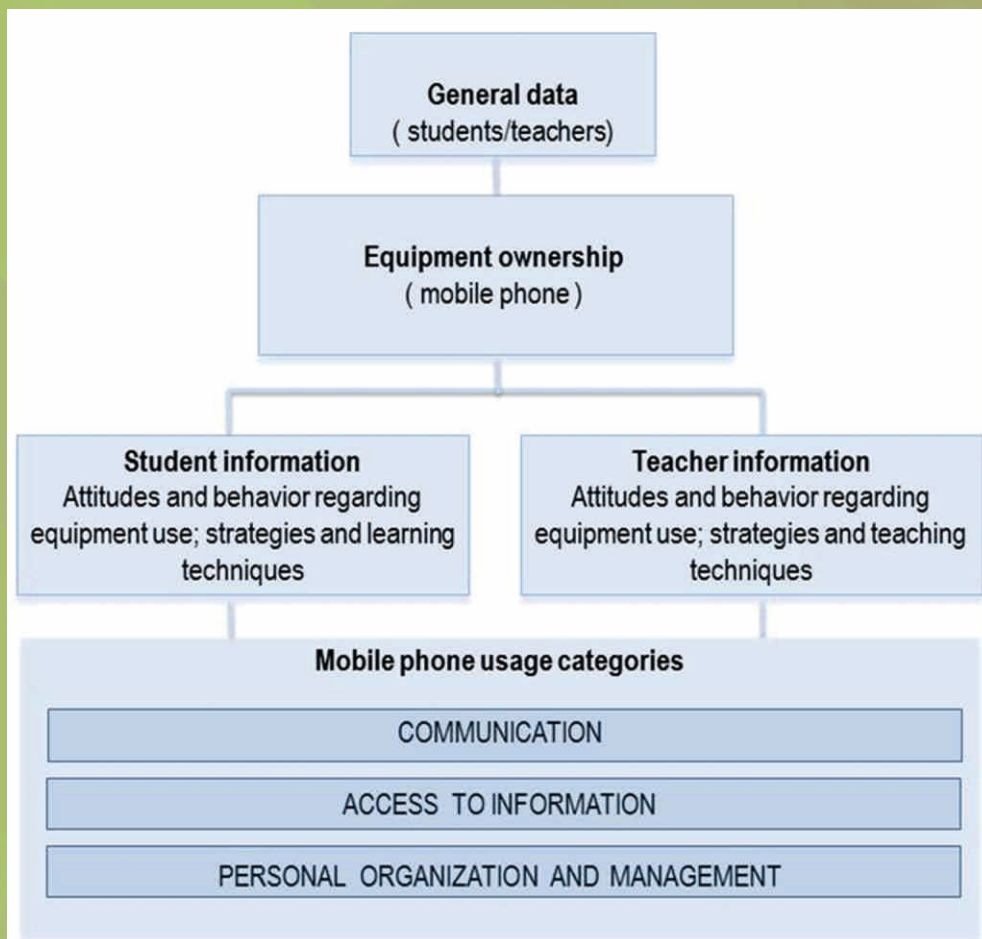 General data
( students/teachers)
Equipment ownership
( mobile phone )
Student information
Attitudes and behavior regarding
equipment use; strategies and learning
techniques
Teacher information
Attitudes and behavior regarding
equipment use; strategies and teaching
techniques
Mobile phone usage categories
COMMUNICATION
ACCESS TO INFORMATION
PERSONAL ORGANIZATION AND MANAGEMENT